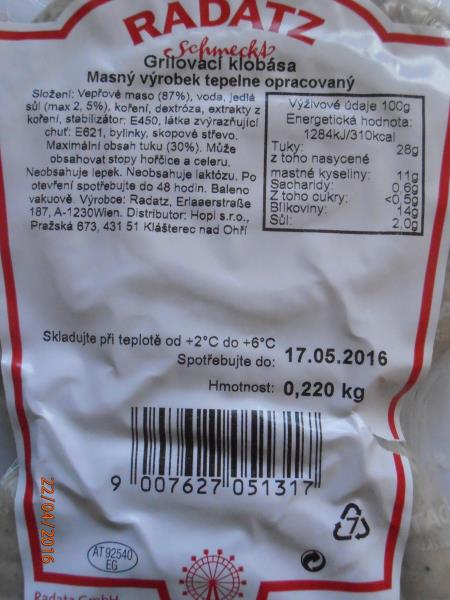 RADATZ
Schmeckts
Grilovací klobása
Masný výrobek tepelne opracovaný
Složení: Vepřové maso (87%), voda, jedlá
sůl (max 2, 5%), koření, dextróza, extrakty z
koření, stabilizátor: E450, látka zvýrazňující
chuť: E621, bylinky, skopové střevo.
Maximální obsah tuku (30%). Může
obsahovat stopy hořčice a celeru.
Neobsahuje lepek. Neobsahuje laktózu. Po
otevření spotřebujte do 48 hodin. Baleno
vakuově. Výrobce: Radatz, Erlaaerstraße
187, A-1230Wien. Distributor: Hopi s.r.o.,
Pražská 673, 431 51 Klášterec nad Ohří
Výživové údaje 100g
Energetická hodnota:
1284kJ/310kcal
Tuky: 28g
z toho nasycené
mastné kyseliny: 11g
Sacharidy: 0,6g
Z toho cukry: <0,5g
Bílkoviny: 14g
Sůl: 2,0g
Skladujte při teplotě od +2°C do +6°C
Spotřebujte do: 17.05.2016
Hmotnost: 0,220 kg
9 007627 051317
22/04/2016
AT 92540
EG
7
Radatz GmbH